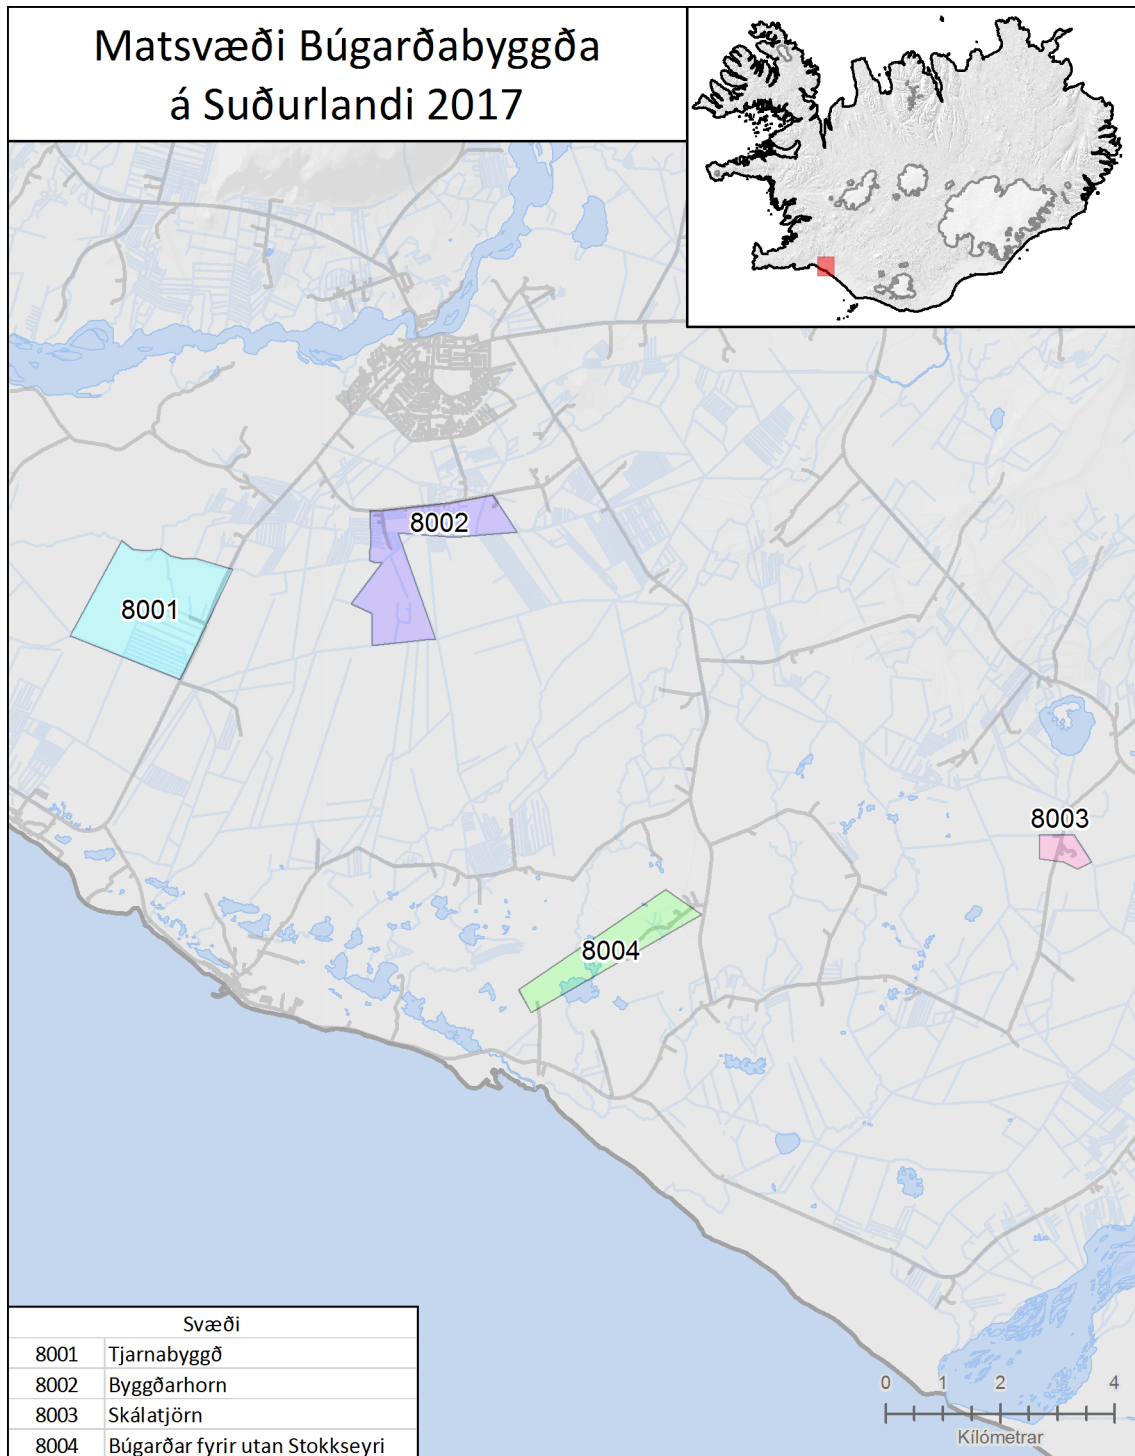 Matsvæði Búgarðabyggða
á Suðurlandi 2017
8002
8001
8003
8004
Svæði
8001 Tjarnabyggð
8002 Byggðarhorn
8003 Skálatjörn
8004 Búgarðar fyrir utan Stokkseyri
0 1 2 4
Kílómetrar